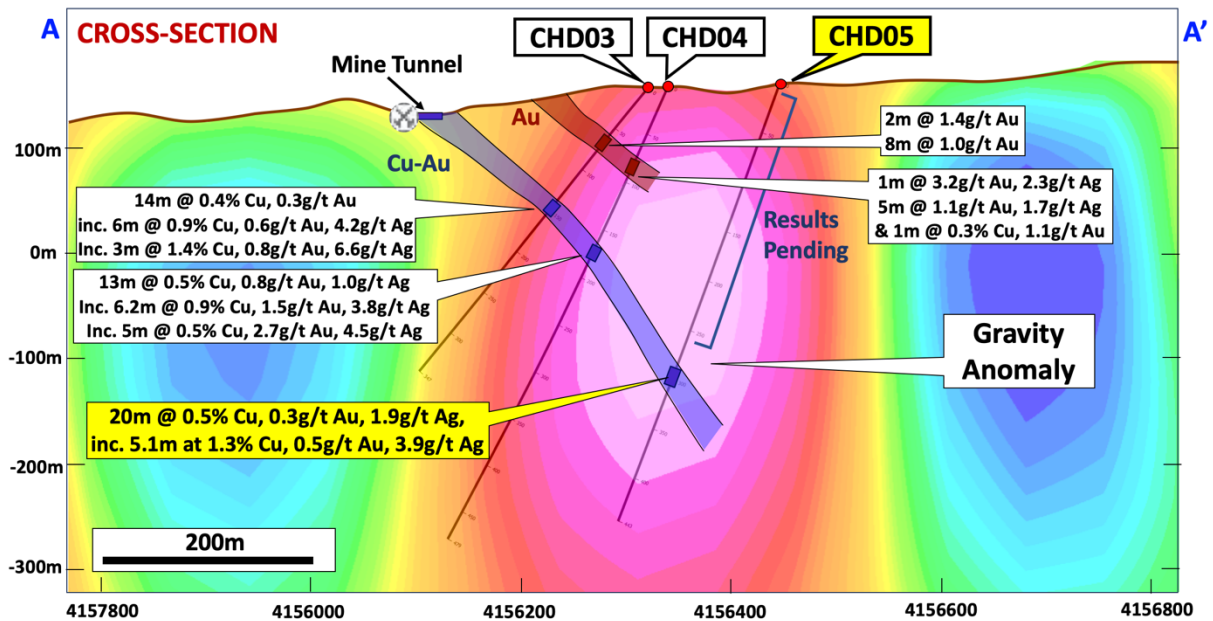 A
CROSS-SECTION
A'
CHD03
CHD04
CHD05
Mine Tunnel
Au
Cu-Au
2m @ 1.4g/t Au
8m @ 1.0g/t Au
1m @ 3.2g/t Au, 2.3g/t Ag
5m @ 1.1g/t Au, 1.7g/t Ag
& 1m @ 0.3% Cu, 1.1g/t Au
14m @ 0.4% Cu, 0.3g/t Au
inc. 6m @ 0.9% Cu, 0.6g/t Au, 4.2g/t Ag
Inc. 3m @ 1.4% Cu, 0.8g/t Au, 6.6g/t Ag
Results
Pending
13m @ 0.5% Cu, 0.8g/t Au, 1.0g/t Ag
Inc. 6.2m @ 0.9% Cu, 1.5g/t Au, 3.8g/t Ag
Inc. 5m @ 0.5% Cu, 2.7g/t Au, 4.5g/t Ag
Gravity
Anomaly
20m @ 0.5% Cu, 0.3g/t Au, 1.9g/t Ag,
inc. 5.1m at 1.3% Cu, 0.5g/t Au, 3.9g/t Ag
100m
0m
-100m
-200m
-300m
200m
4157800
4156000
4156200
4156400
4156600
4156800